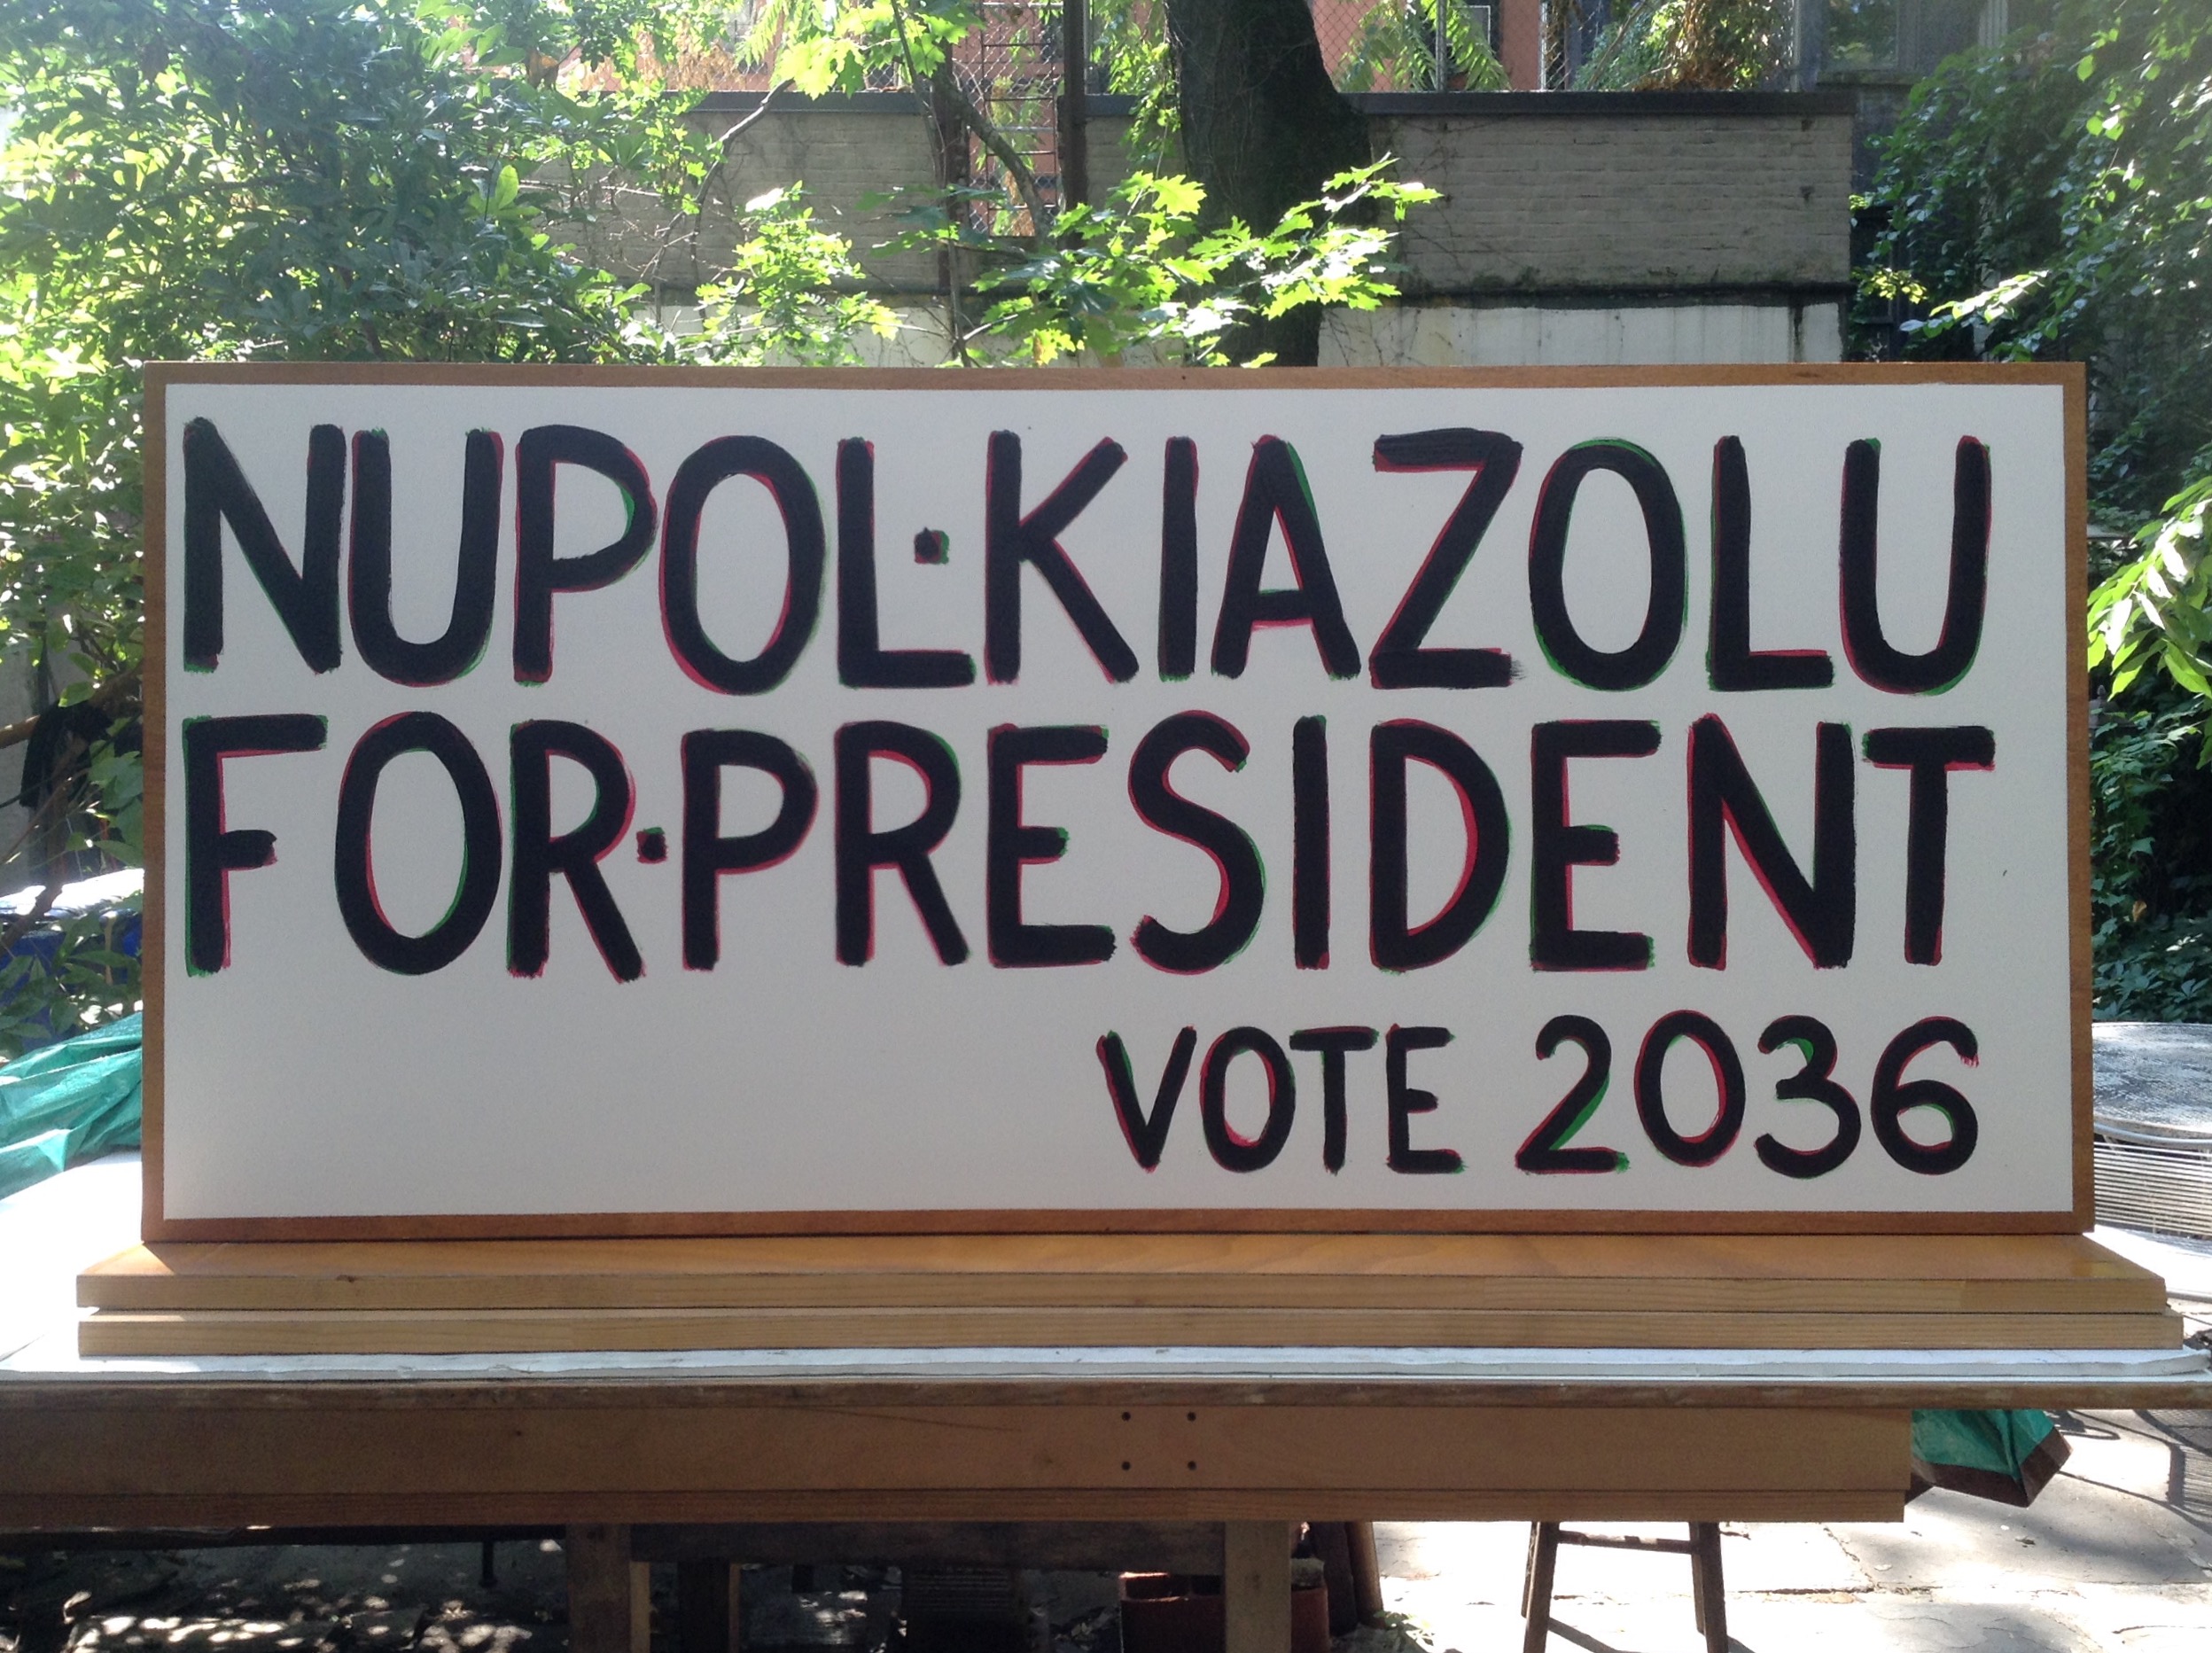 NUPOL·KIAZOLU
FOR·PRESIDENT
VOTE 2036